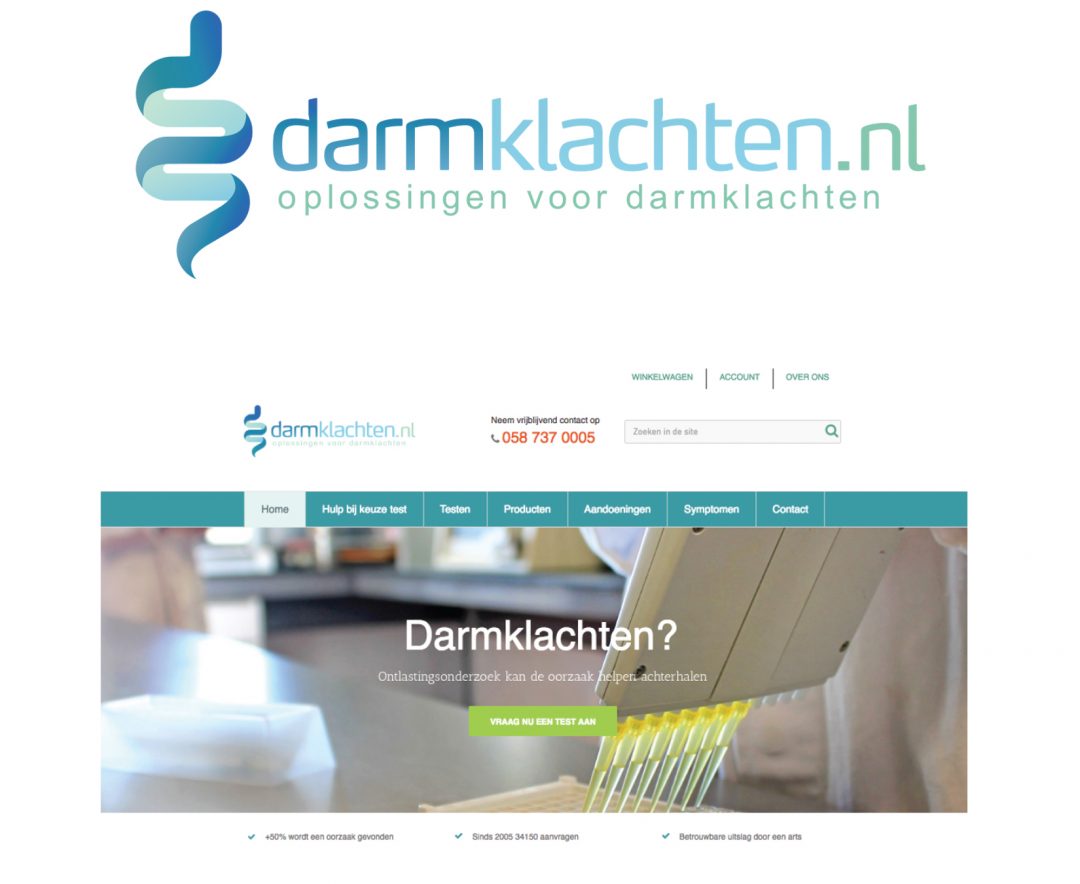 darmklachten.nl
oplossingen voor darmklachten
WINKELWAGEN ACCOUNT OVER ONS
darmklachten.nl
oplossingen voor darmklachten
Neem vrijblijvend contact op
058 737 0005
Zoeken in de site
Home Hulp bij keuze test Testen Producten Aandoeningen Symptomen Contact
Darmklachten?
Ontlastingsonderzoek kan de oorzaak helpen achterhalen
VRAAG NU EEN TEST AAN
+50% wordt een oorzaak gevonden Sinds 2005 34150 aanvragen Betrouwbare uitslag door een arts